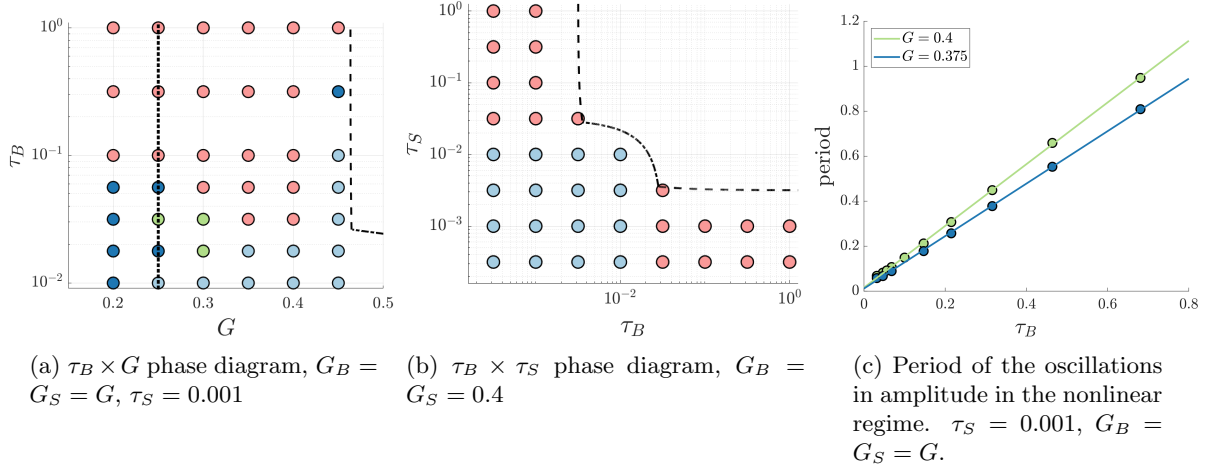 10^0
10^{-1}
10^{-2}
τ_B
0.2
0.3
0.4
0.5
G
10^0
10^{-1}
10^{-2}
10^{-3}
τ_S
10^{-2}
10^0
τ_B
1.2
1
0.8
0.6
0.4
0.2
0
period
G = 0.4
G = 0.375
0
0.2
0.4
0.6
0.8
τ_B
(a) τ_B × G phase diagram, G_B =
G_S = G, τ_S = 0.001
(b) τ_B × τ_S phase diagram, G_B =
G_S = 0.4
(c) Period of the oscillations
in amplitude in the nonlinear
regime. τ_S = 0.001, G_B =
G_S = G.